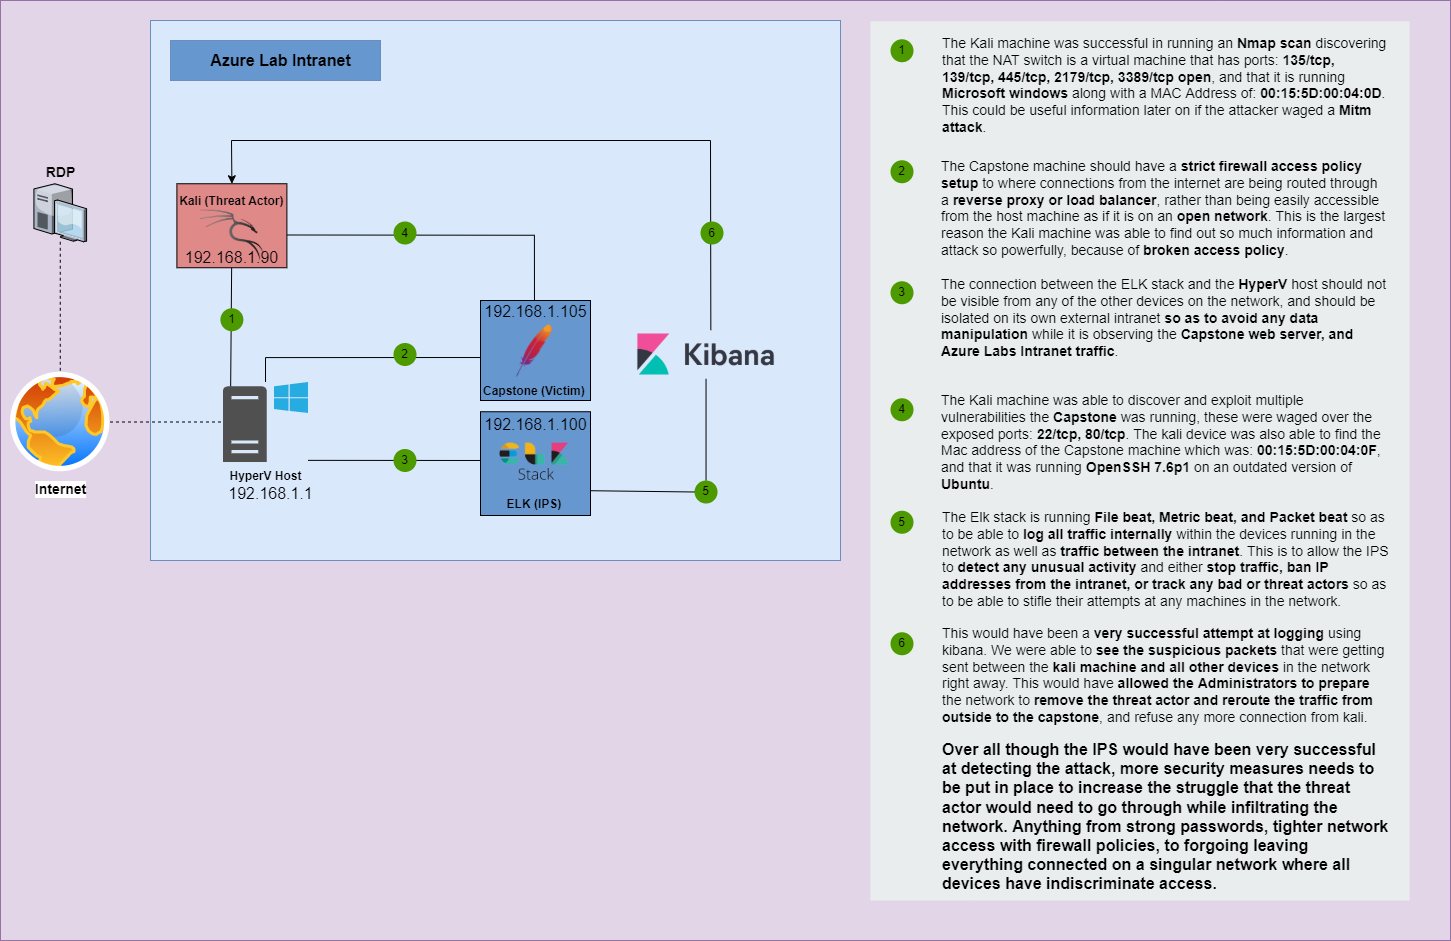 Azure Lab Intranet
RDP
Internet
Kali (Threat Actor)
192.168.1.90
4
6
1
192.168.1.105
Capstone (Victim)
2
Kibana
192.168.1.100
Stack
ELK (IPS)
3
5
HyperV Host
192.168.1.1
1
The Kali machine was successful in running an Nmap scan discovering
that the NAT switch is a virtual machine that has ports: 135/tcp,
139/tcp, 445/tcp, 2179/tcp, 3389/tcp open, and that it is running
Microsoft windows along with a MAC Address of: 00:15:5D:00:04:0D.
This could be useful information later on if the attacker waged a Mitm
attack.
2
The Capstone machine should have a strict firewall access policy
setup to where connections from the internet are being routed through
a reverse proxy or load balancer, rather than being easily accessible
from the host machine as if it is on an open network. This is the largest
reason the Kali machine was able to find out so much information and
attack so powerfully, because of broken access policy.
3
The connection between the ELK stack and the HyperV host should not
be visible from any of the other devices on the network, and should be
isolated on its own external intranet so as to avoid any data
manipulation while it is observing the Capstone web server, and
Azure Labs Intranet traffic.
4
The Kali machine was able to discover and exploit multiple
vulnerabilities the Capstone was running, these were waged over the
exposed ports: 22/tcp, 80/tcp. The kali device was also able to find the
Mac address of the Capstone machine which was: 00:15:5D:00:04:0F,
and that it was running OpenSSH 7.6p1 on an outdated version of
Ubuntu.
5
The Elk stack is running File beat, Metric beat, and Packet beat so as
to be able to log all traffic internally within the devices running in the
network as well as traffic between the intranet. This is to allow the IPS
to detect any unusual activity and either stop traffic, ban IP
addresses from the intranet, or track any bad or threat actors so as
to be able to stifle their attempts at any machines in the network.
6
This would have been a very successful attempt at logging using
kibana. We were able to see the suspicious packets that were getting
sent between the kali machine and all other devices in the network
right away. This would have allowed the Administrators to prepare
the network to remove the threat actor and reroute the traffic from
outside to the capstone, and refuse any more connection from kali.
Over all though the IPS would have been very successful
at detecting the attack, more security measures needs to
be put in place to increase the struggle that the threat
actor would need to go through while infiltrating the
network. Anything from strong passwords, tighter network
access with firewall policies, to forgoing leaving
everything connected on a singular network where all
devices have indiscriminate access.